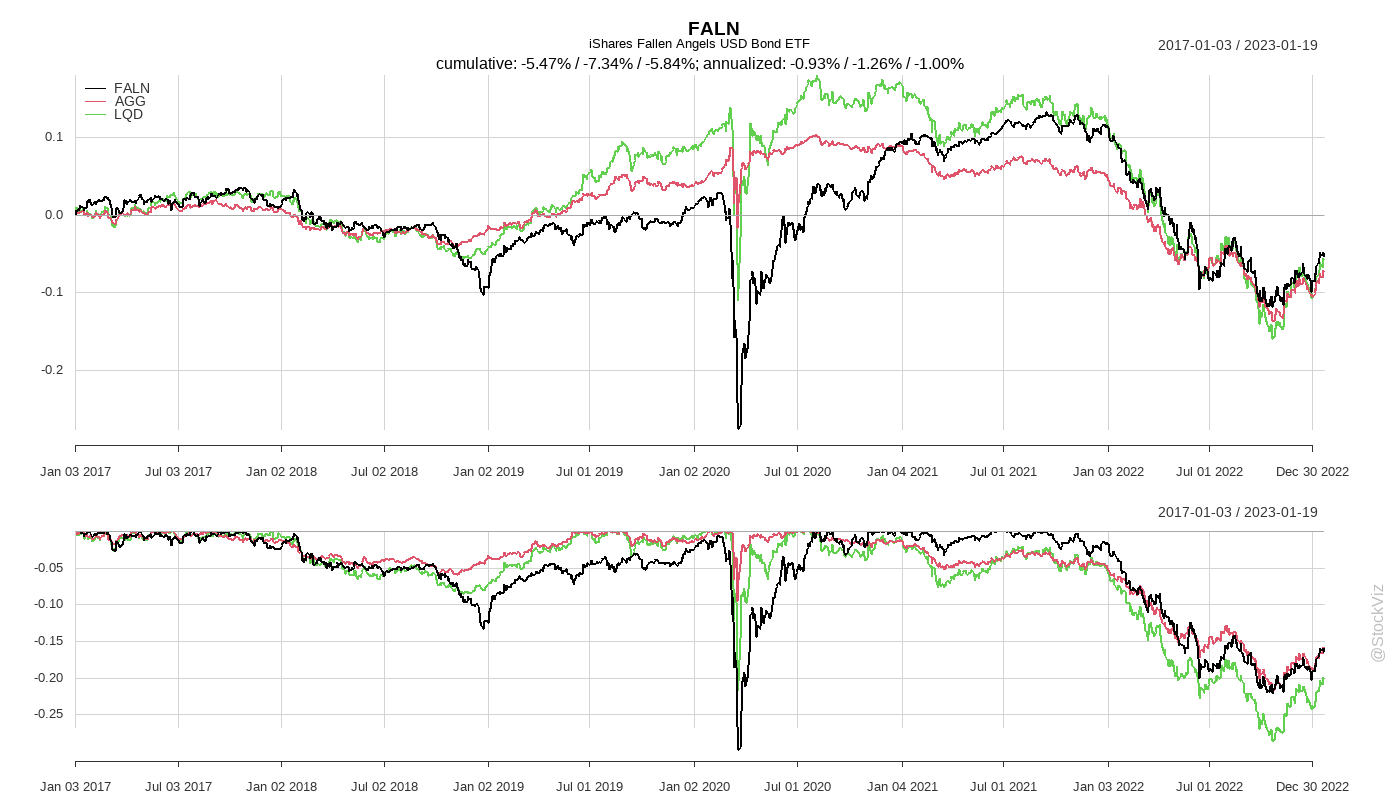 FALN
iShares Fallen Angels USD Bond ETF
2017-01-03 / 2023-01-19
cumulative: -5.47% / -7.34% / -5.84%; annualized: -0.93% / -1.26% / -1.00%
FALN
AGG
LQD
0.1
0.0
-0.1
-0.2
Jan 03 2017 Jul 03 2017 Jan 02 2018 Jul 02 2018 Jan 02 2019 Jul 01 2019 Jan 02 2020 Jul 01 2020 Jan 04 2021 Jul 01 2021 Jan 03 2022 Jul 01 2022 Dec 30 2022
2017-01-03 / 2023-01-19
-0.05
-0.10
-0.15
-0.20
-0.25
Jan 03 2017 Jul 03 2017 Jan 02 2018 Jul 02 2018 Jan 02 2019 Jul 01 2019 Jan 02 2020 Jul 01 2020 Jan 04 2021 Jul 01 2021 Jan 03 2022 Jul 01 2022 Dec 30 2022
@StockViz